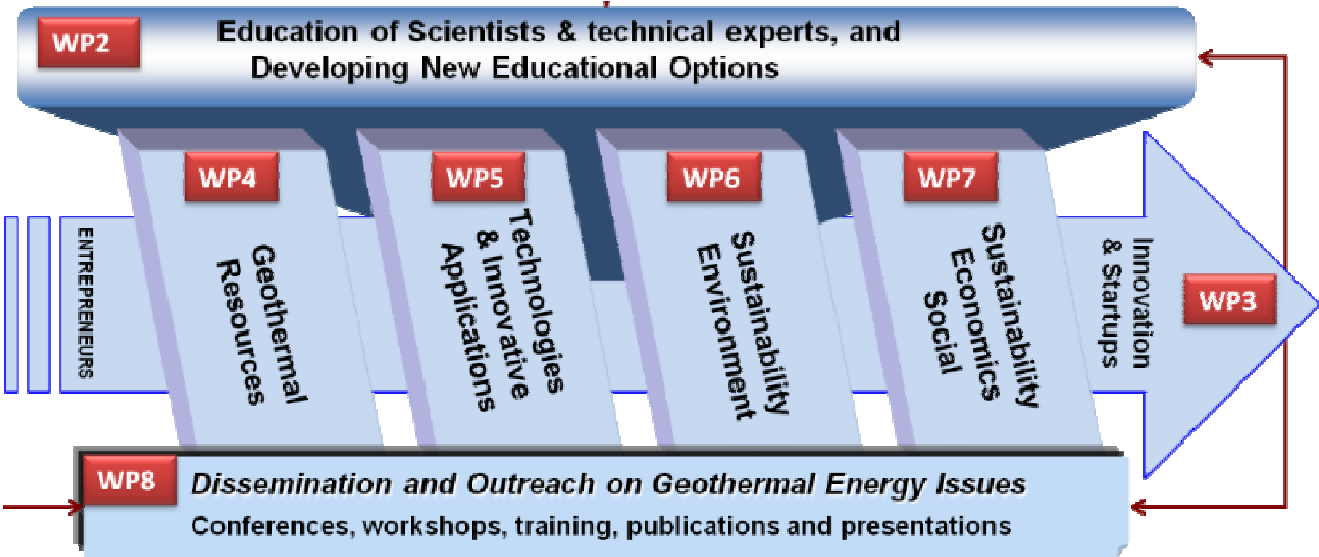 WP2
Education of Scientists & technical experts, and
Developing New Educational Options
WP4
WP5
WP6
WP7
ENTREPRENEURS
Geothermal
Resources
Technologies
& Innovative
Applications
Sustainability
Environment
Sustainability
Economics
Social
Innovation
& Startups
WP3
WP8
Dissemination and Outreach on Geothermal Energy Issues
Conferences, workshops, training, publications and presentations